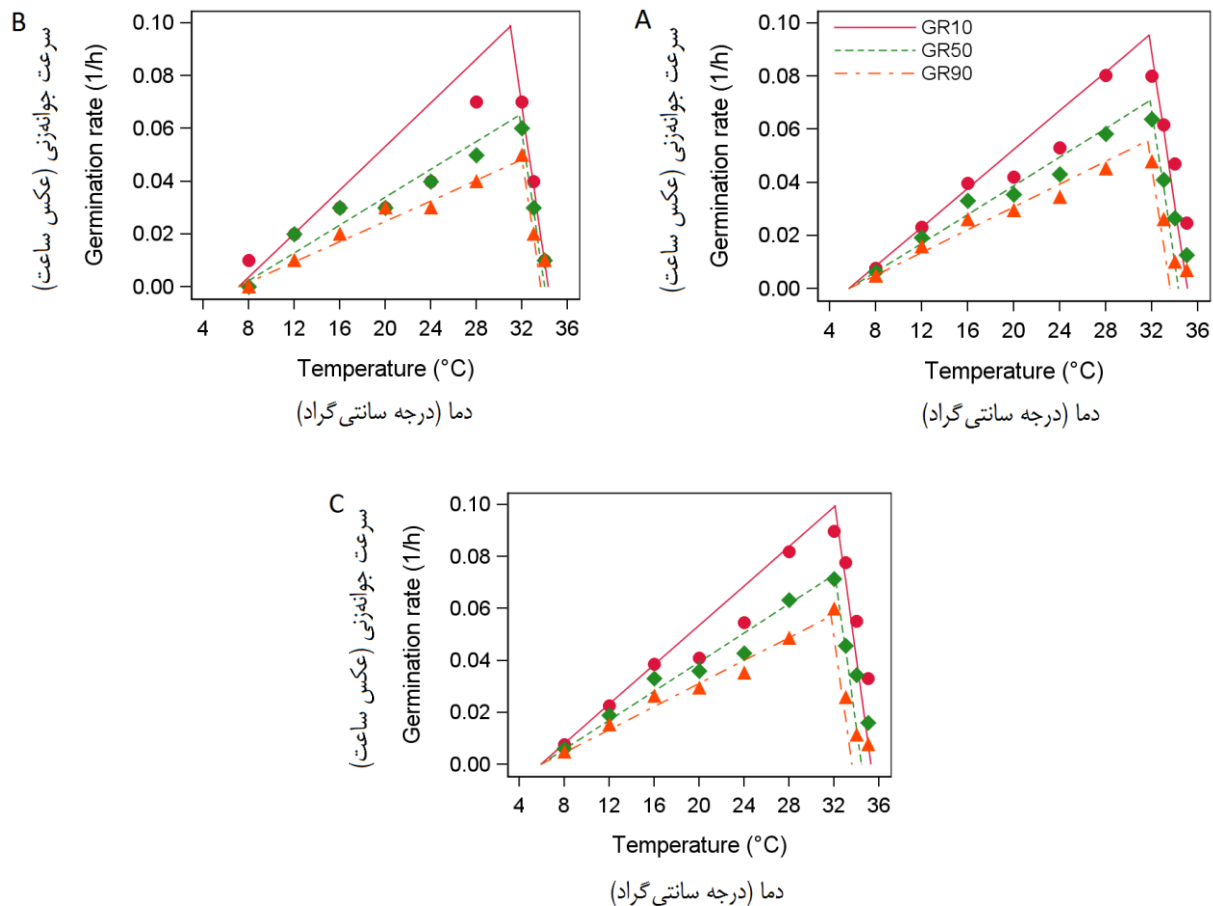 B
سرعت جوانه‌زنی (عکس ساعت)
Germination rate (1/h)
0.10
0.08
0.06
0.04
0.02
0.00
4 8 12 16 20 24 28 32 36
Temperature (°C)
دما (درجه سانتی‌گراد)
A
سرعت جوانه‌زنی (عکس ساعت)
Germination rate (1/h)
0.10
0.08
0.06
0.04
0.02
0.00
GR10
GR50
GR90
4 8 12 16 20 24 28 32 36
Temperature (°C)
دما (درجه سانتی‌گراد)
C
سرعت جوانه‌زنی (عکس ساعت)
Germination rate (1/h)
0.10
0.08
0.06
0.04
0.02
0.00
4 8 12 16 20 24 28 32 36
Temperature (°C)
دما (درجه سانتی‌گراد)